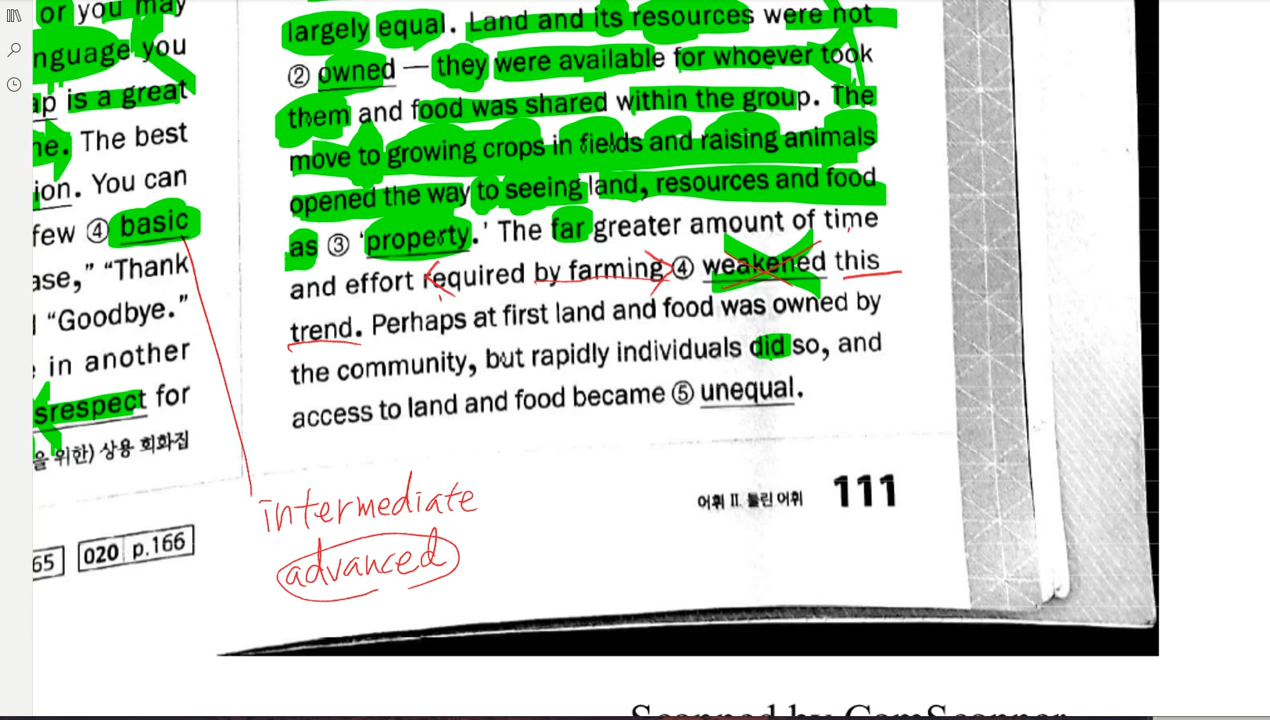 or you may
nguage you
ap is a great
ne. The best
ion. You can
few ④ basic
ase,” “Thank
“Goodbye.”
in another
srespect for
을 위한) 상용 회화집
65 020 p.166
largely equal. Land and its resources were not
② owned — they were available for whoever took
them and food was shared within the group. The
move to growing crops in fields and raising animals
opened the way to seeing land, resources and food
as ③ ‘property.’ The far greater amount of time
and effort required by farming ④ weakened this
trend. Perhaps at first land and food was owned by
the community, but rapidly individuals did so, and
access to land and food became ⑤ unequal.
intermediate
advanced
어휘 II. 틀린 어휘 111
Scanned by CamScanner